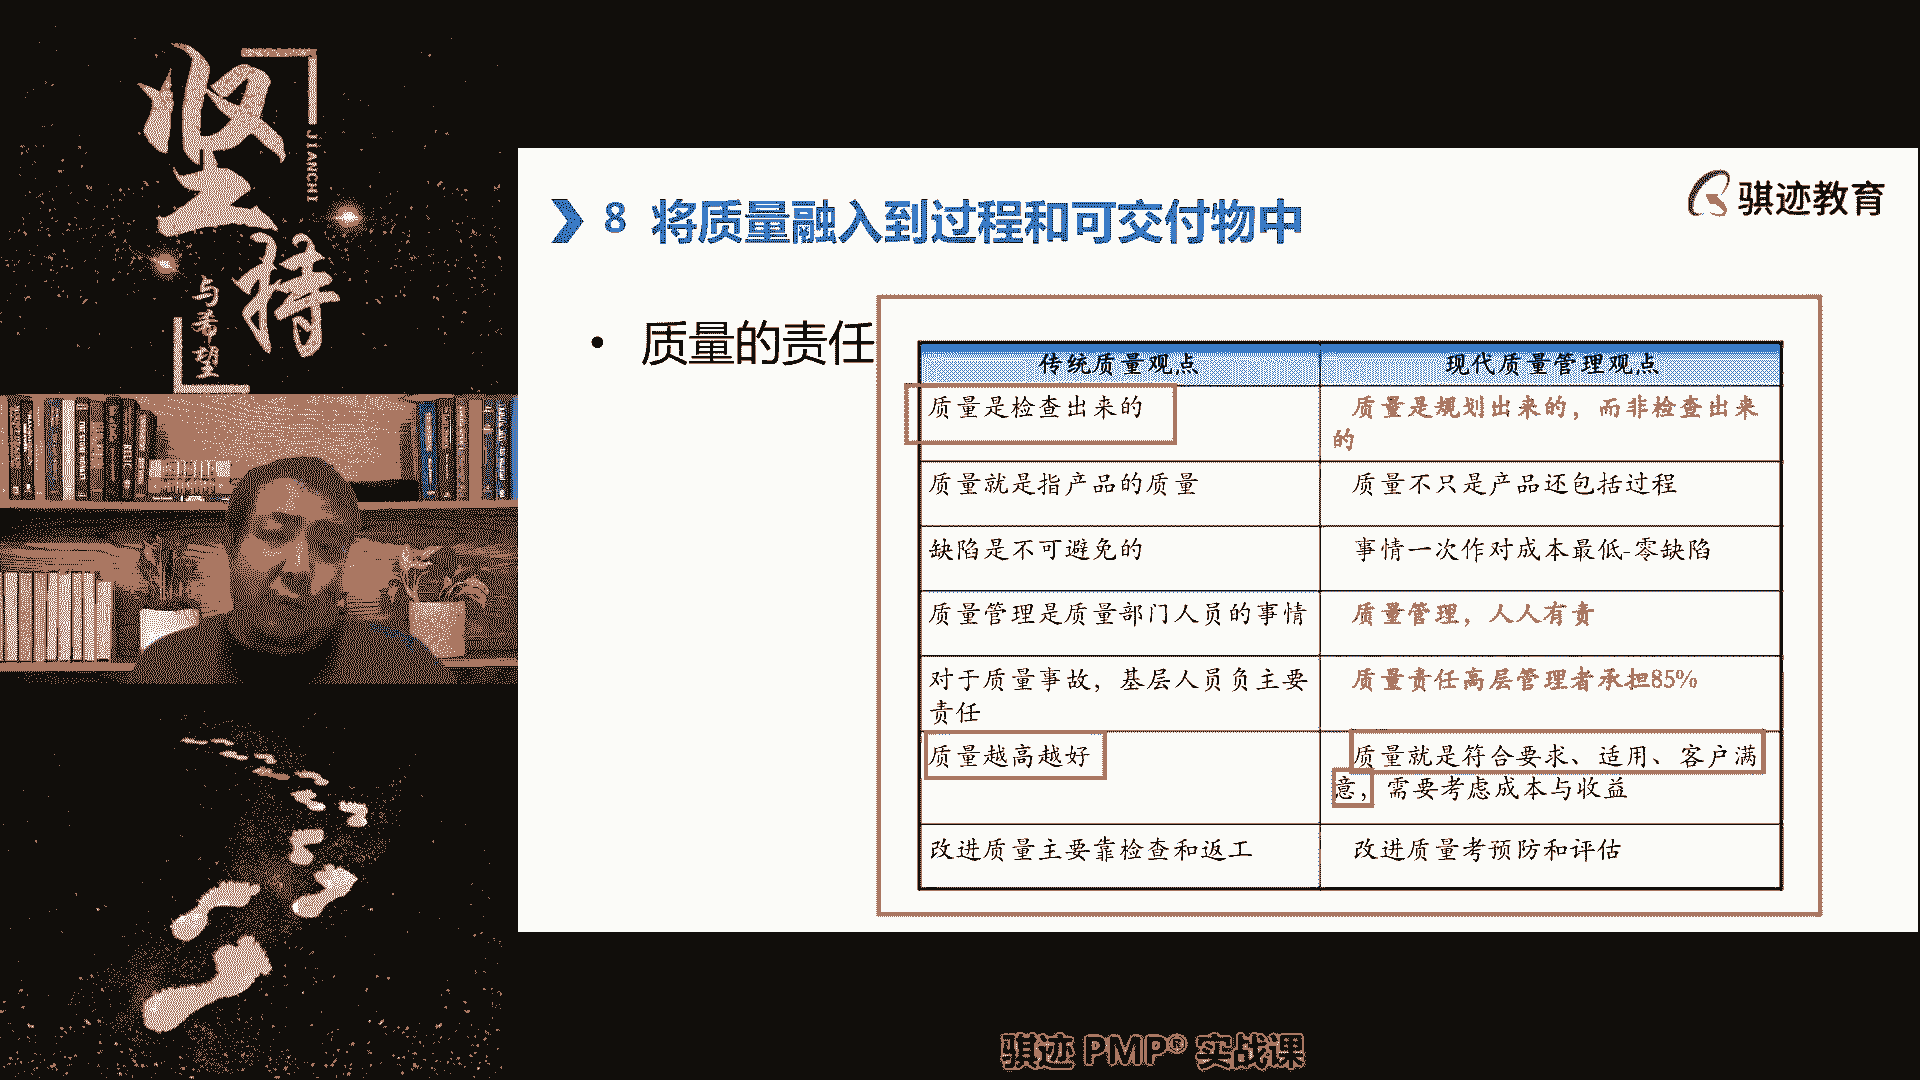 坚持
JIANCHI
与希望
8 将质量融入到过程和可交付物中
骐迹教育
• 质量的责任
传统质量观点
现代质量管理观点
质量是检查出来的
质量是规划出来的，而非检查出来
的
质量就是指产品的质量
质量不只是产品还包括过程
缺陷是不可避免的
事情一次作对成本最低-零缺陷
质量管理是质量部门人员的事情
质量管理，人人有责
对于质量事故，基层人员负主要
责任
质量责任高层管理者承担85%
质量越高越好
质量就是符合要求、适用、客户满
意，需要考虑成本与收益
改进质量主要靠检查和返工
改进质量考预防和评估
骐迹 PMP® 实战课